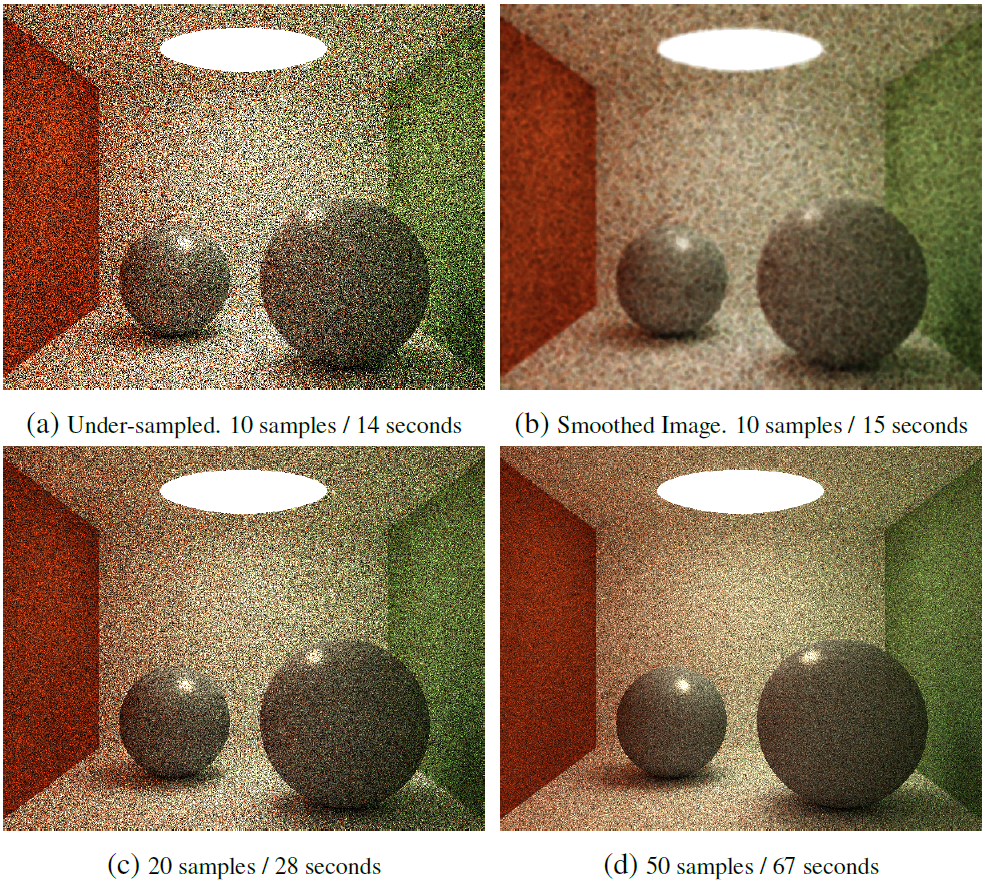 (a) Under-sampled. 10 samples / 14 seconds
(b) Smoothed Image. 10 samples / 15 seconds
(c) 20 samples / 28 seconds
(d) 50 samples / 67 seconds